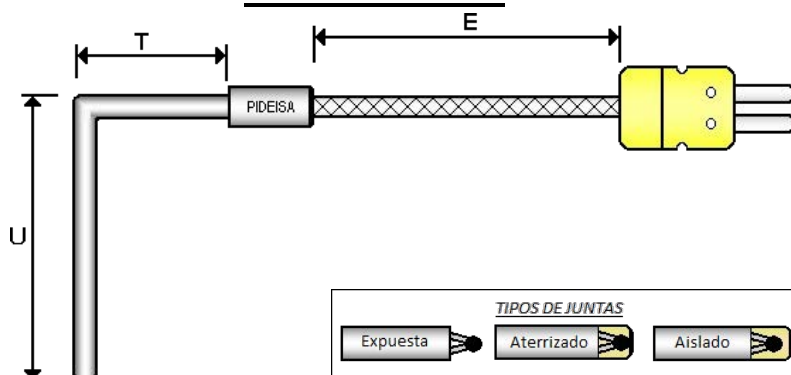 E
T
PIDEISA
U
TIPOS DE JUNTAS
Expuesta
Aterrizado
Aislado